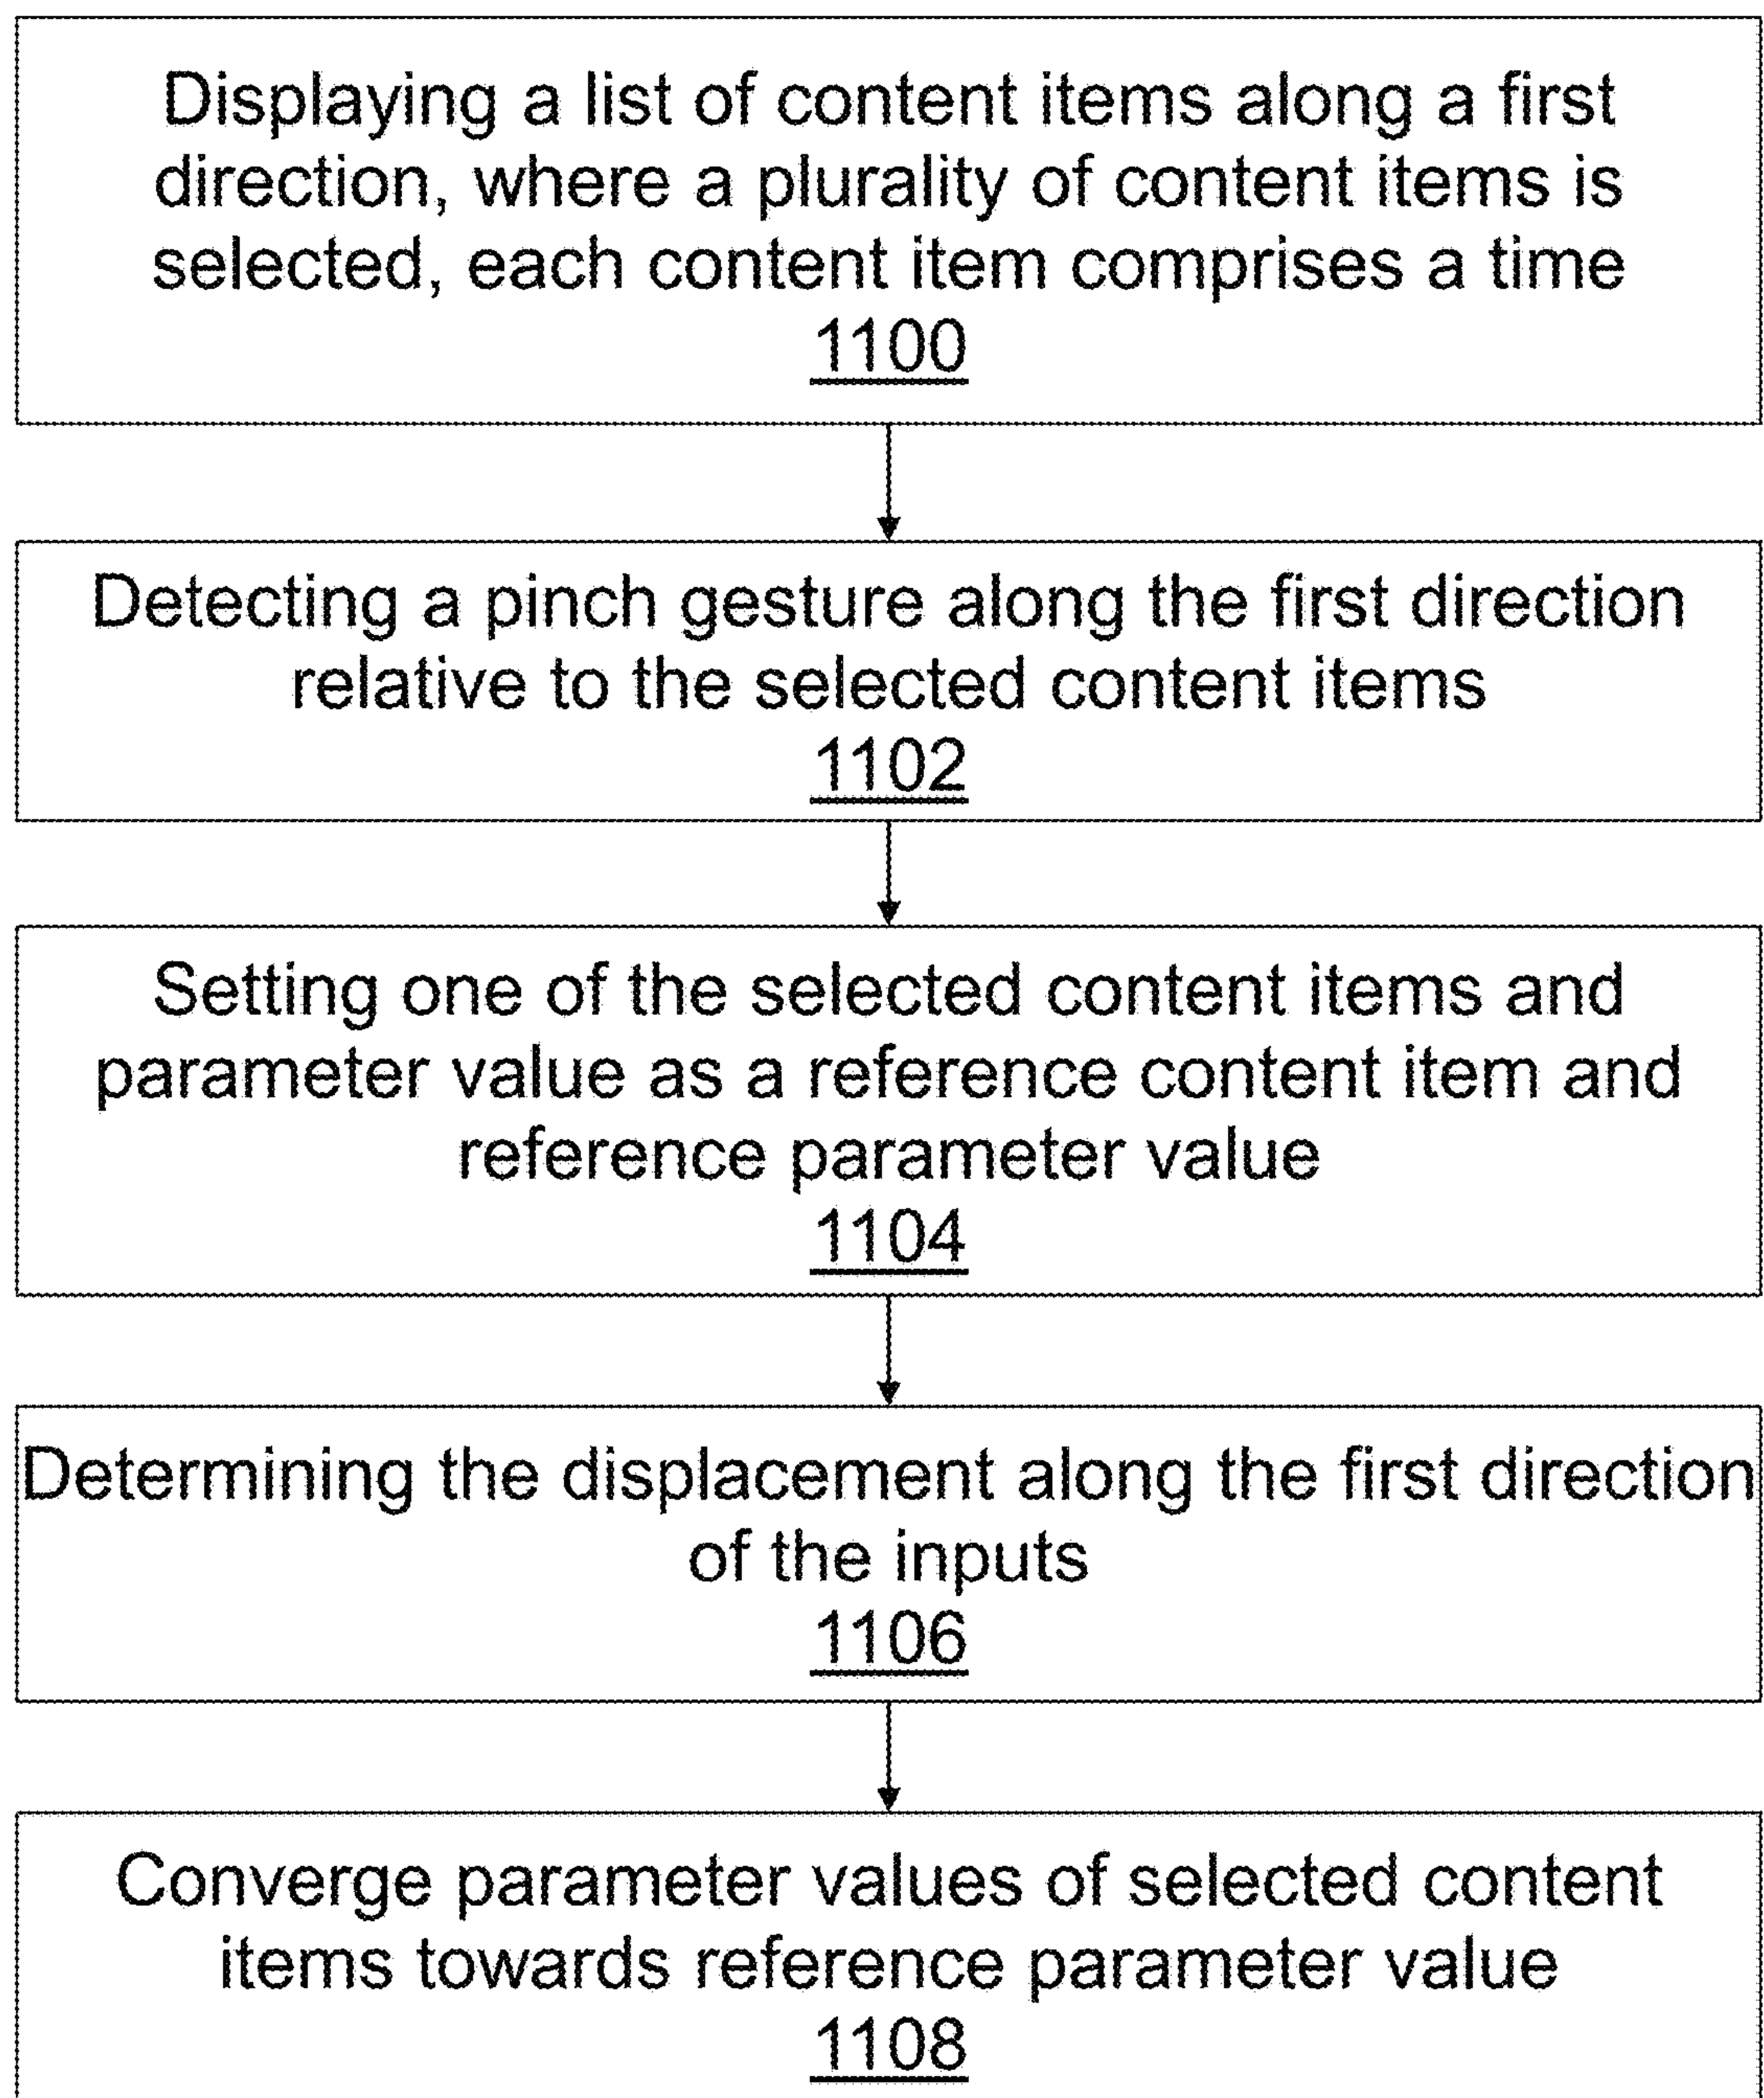 Displaying a list of content items along a first
direction, where a plurality of content items is
selected, each content item comprises a time
1100
Detecting a pinch gesture along the first direction
relative to the selected content items
1102
Setting one of the selected content items and
parameter value as a reference content item and
reference parameter value
1104
Determining the displacement along the first direction
of the inputs
1106
Converge parameter values of selected content
items towards reference parameter value
1108